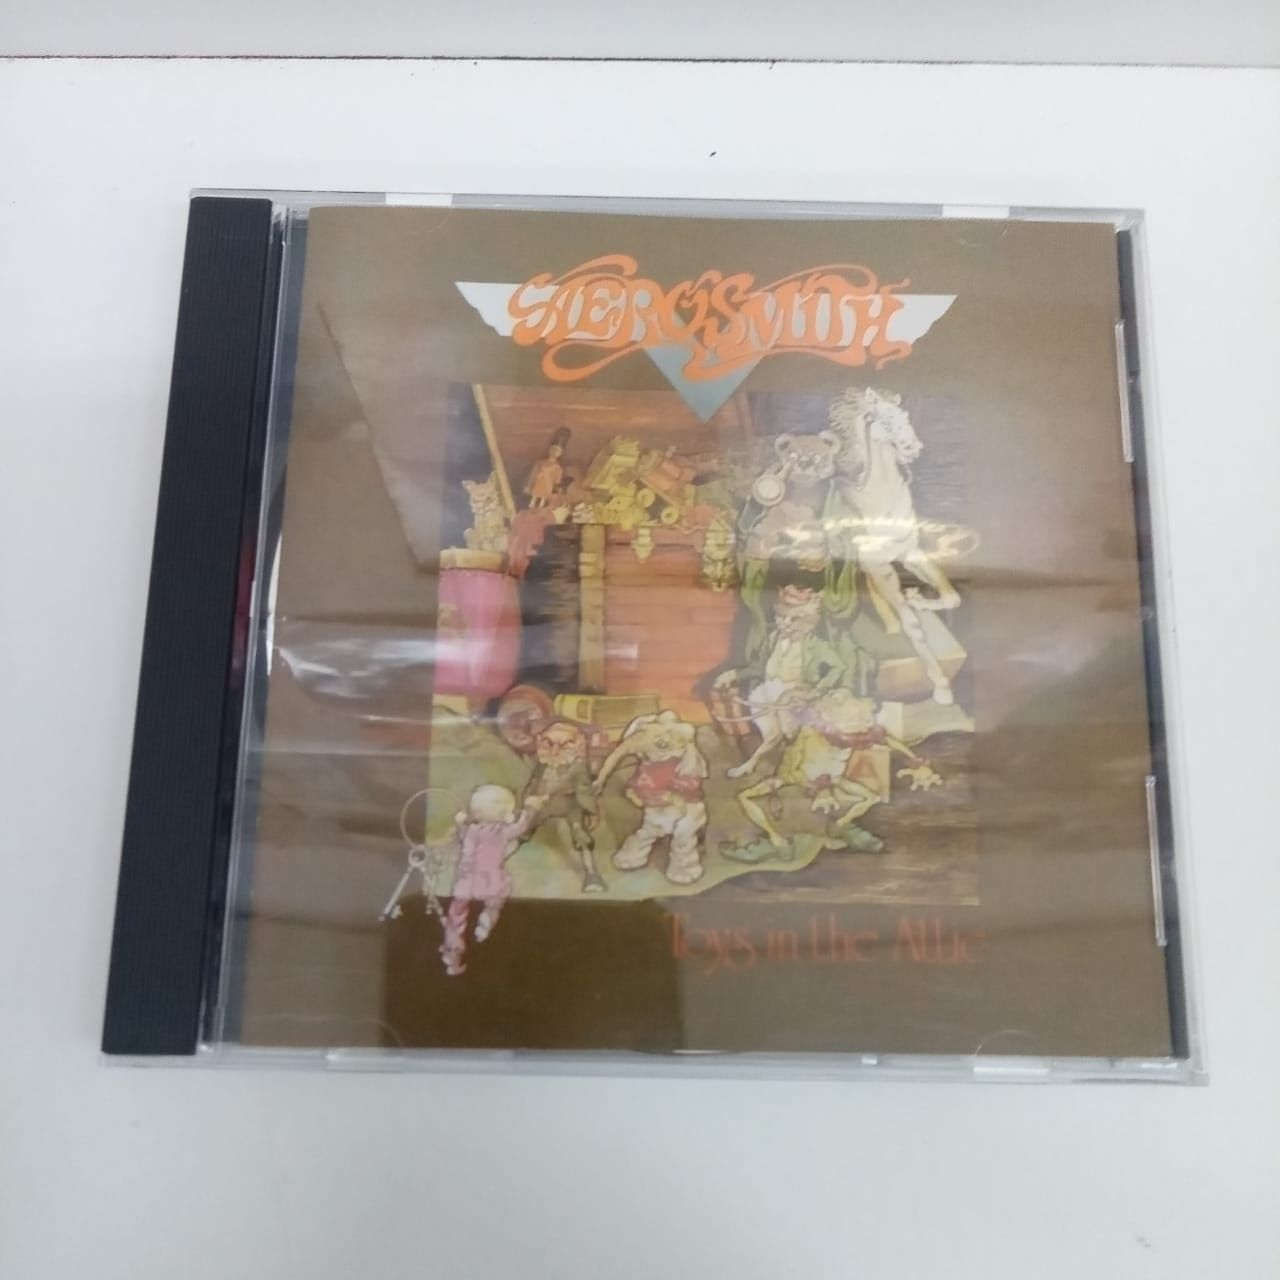 AEROSMITH
Toys in the Attic